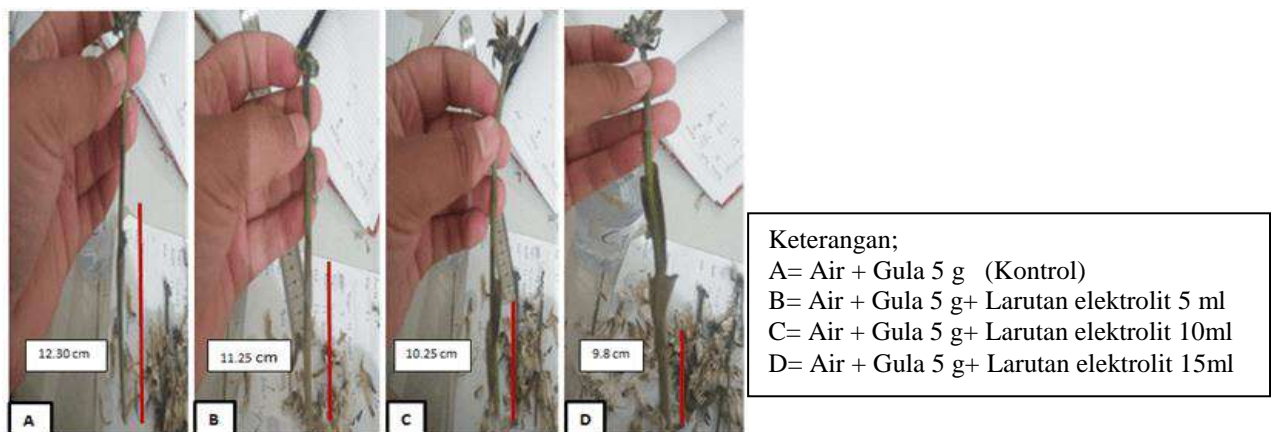 12.30 cm
11.25 cm
10.25 cm
9.8 cm
A
B
C
D
Keterangan;
A= Air + Gula 5 g (Kontrol)
B= Air + Gula 5 g+ Larutan elektrolit 5 ml
C= Air + Gula 5 g+ Larutan elektrolit 10ml
D= Air + Gula 5 g+ Larutan elektrolit 15ml